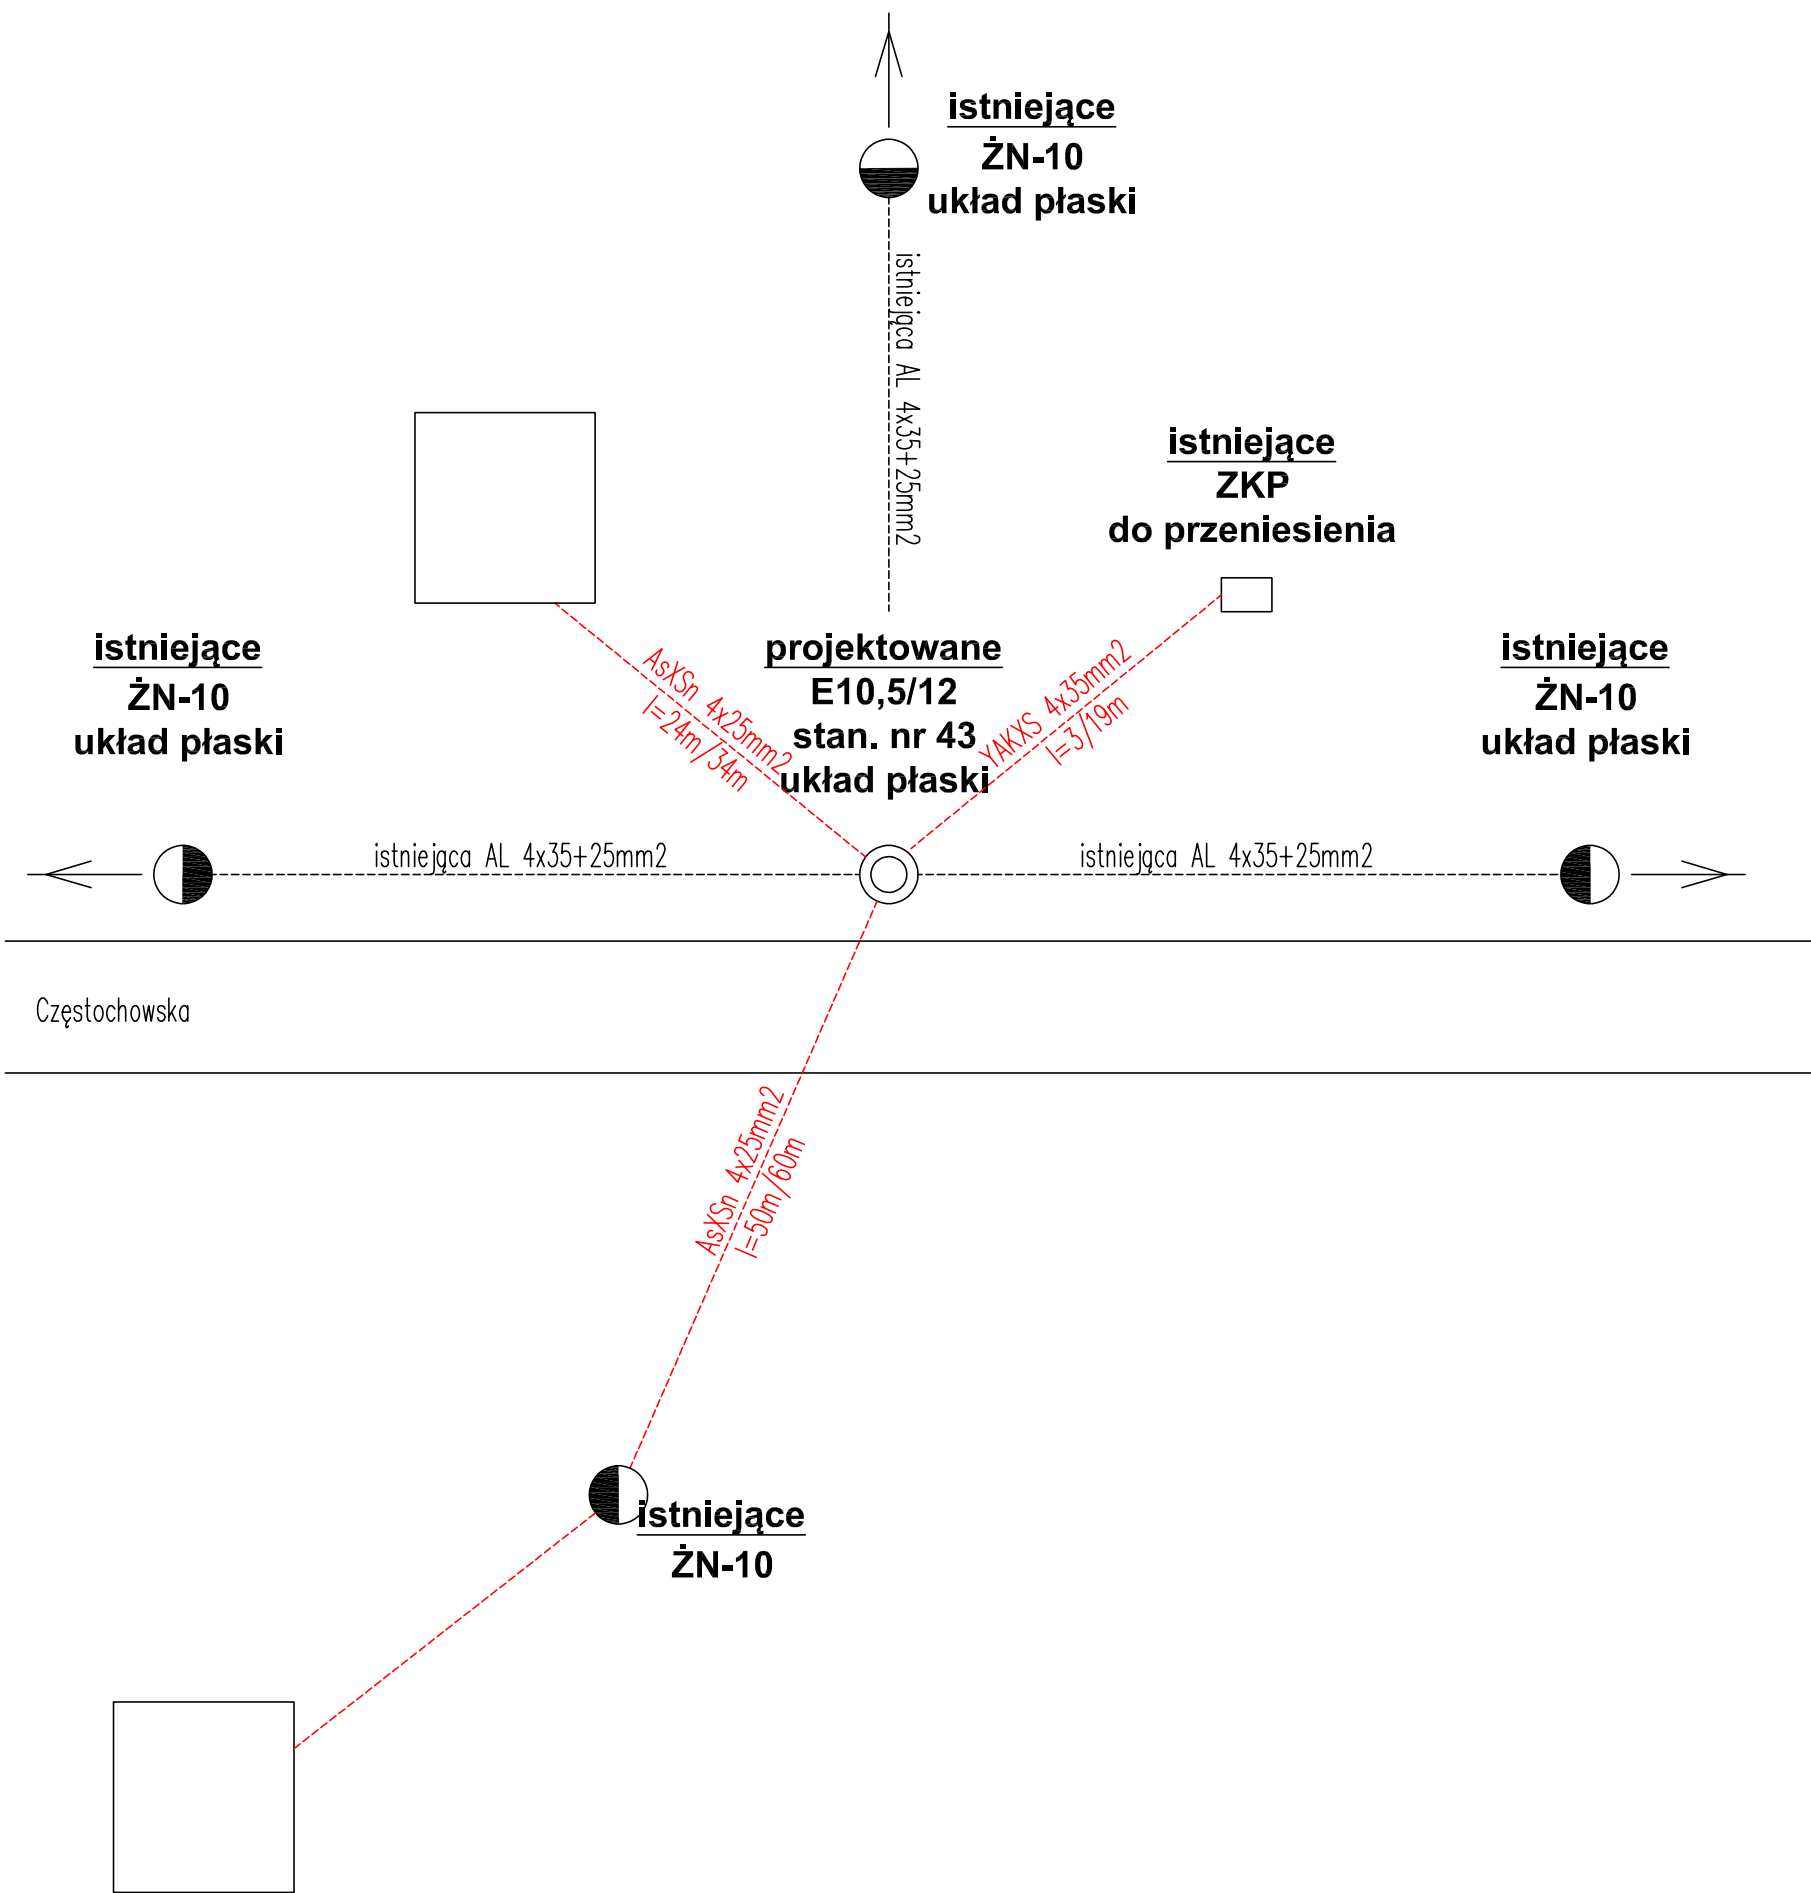 istniejące
ŻN-10
układ płaski
istniejąca AL 4x35+25mm2
istniejące
ZKP
do przeniesienia
istniejące
ŻN-10
układ płaski
AsXSn 4x25mm2
l=24m/34m
projektowane
E10,5/12
stan. nr 43
układ płaski
YAKXS 4x35mm2
l=3/19m
istniejące
ŻN-10
układ płaski
istniejąca AL 4x35+25mm2
istniejąca AL 4x35+25mm2
Częstochowska
AsXSn 4x25mm2
l=50m/60m
istniejące
ŻN-10